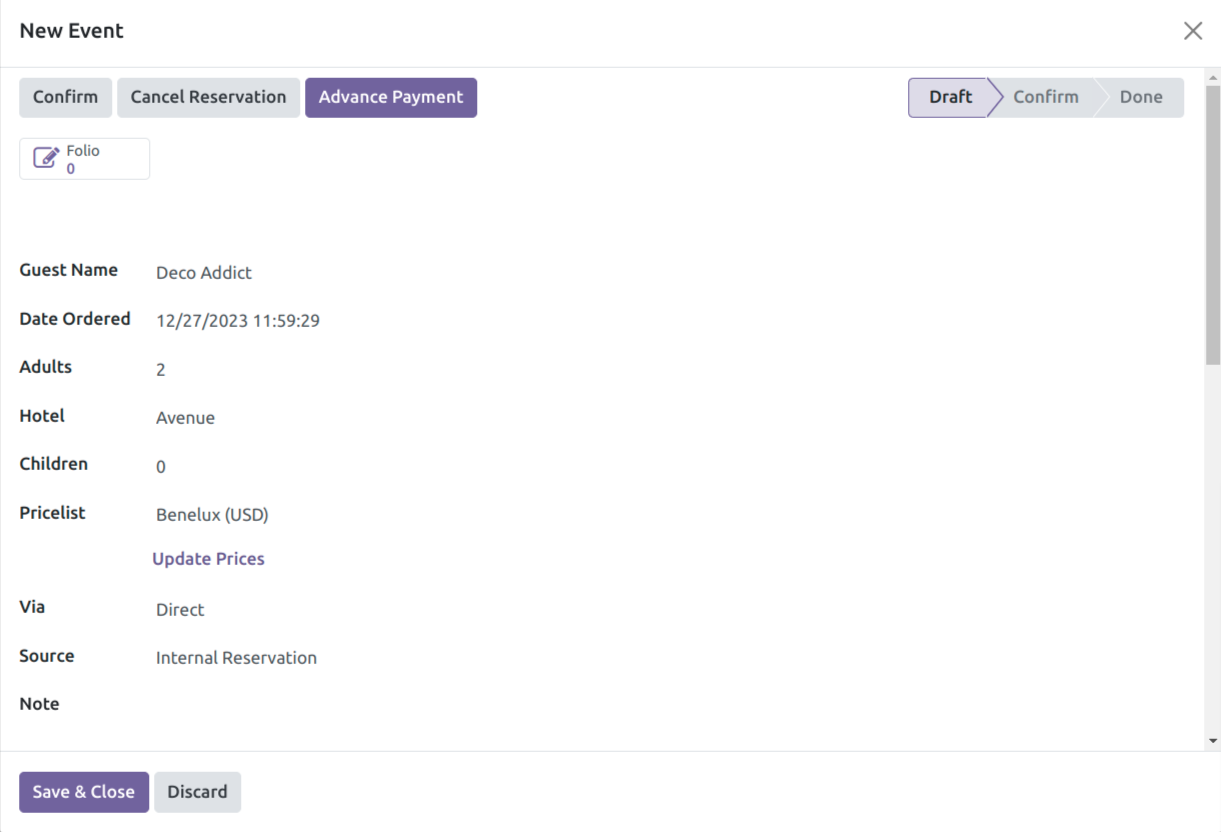 New Event
Confirm Cancel Reservation Advance Payment Draft Confirm Done
Folio
0
Guest Name Deco Addict
Date Ordered 12/27/2023 11:59:29
Adults 2
Hotel Avenue
Children 0
Pricelist Benelux (USD)
Update Prices
Via Direct
Source Internal Reservation
Note
Save & Close Discard